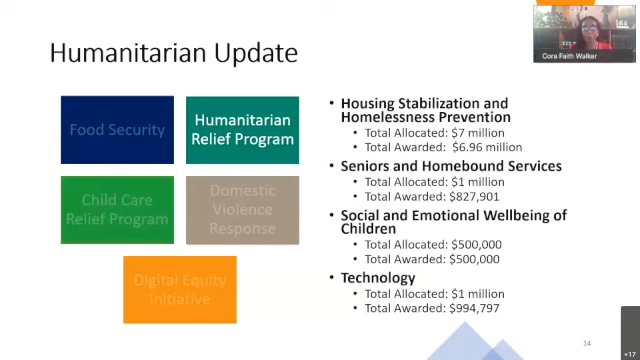 Humanitarian Update
Cora Faith Walker
Food Security
Humanitarian
Relief Program
Child Care
Relief Program
Domestic
Violence
Response
Digital Equity
Initiative
• Housing Stabilization and
Homelessness Prevention
• Total Allocated: $7 million
• Total Awarded: $6.96 million
• Seniors and Homebound Services
• Total Allocated: $1 million
• Total Awarded: $827,901
• Social and Emotional Wellbeing of
Children
• Total Allocated: $500,000
• Total Awarded: $500,000
• Technology
• Total Allocated: $1 million
• Total Awarded: $994,797
14
+17